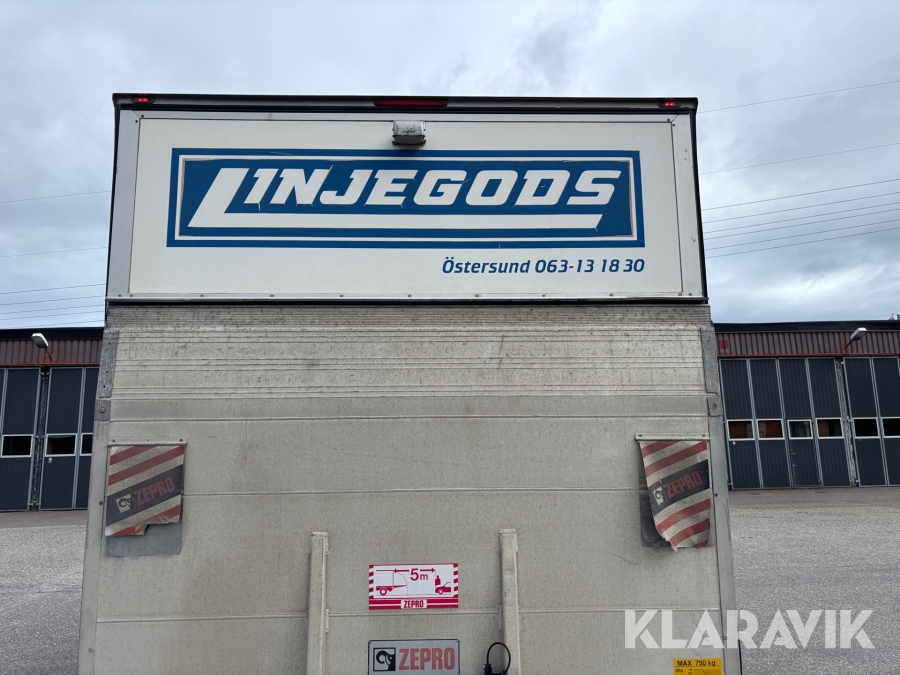 LINJEGODS
Östersund 063-13 18 30
ZEPRO
ZEPRO
5m
ZEPRO
ZEPRO
KLARAVIK
MAX 750 kg